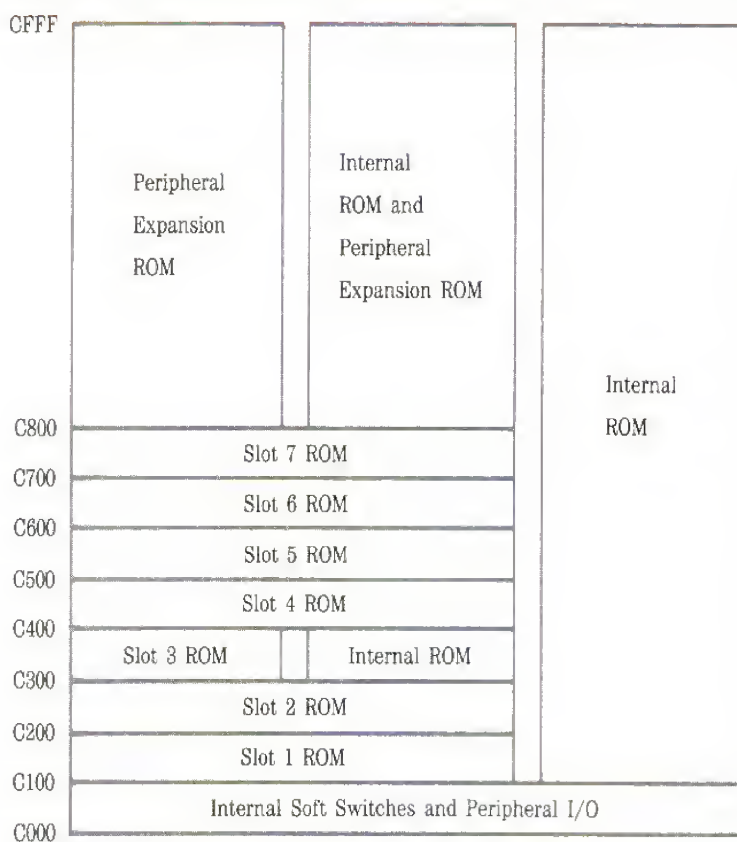 CFFF
Peripheral
Expansion
ROM
Internal
ROM and
Peripheral
Expansion ROM
Internal
ROM
C800
Slot 7 ROM
C700
Slot 6 ROM
C600
Slot 5 ROM
C500
Slot 4 ROM
C400
Slot 3 ROM
Internal ROM
C300
Slot 2 ROM
C200
Slot 1 ROM
C100
Internal Soft Switches and Peripheral I/O
C000